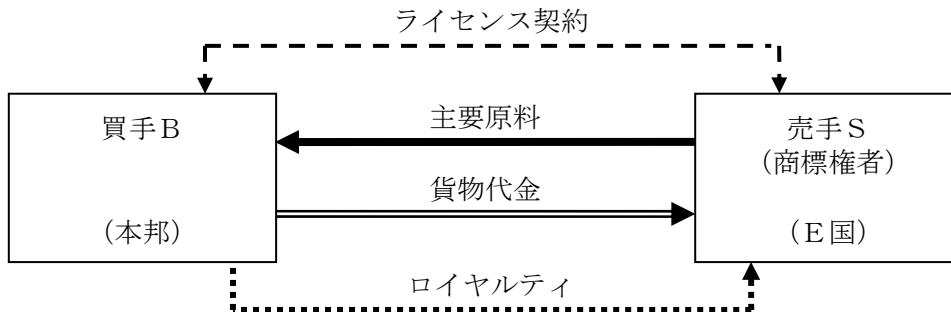 ライセンス契約
買手B
(本邦)
主要原料
貨物代金
売手S
(商標権者)
(E国)
ロイヤルティ